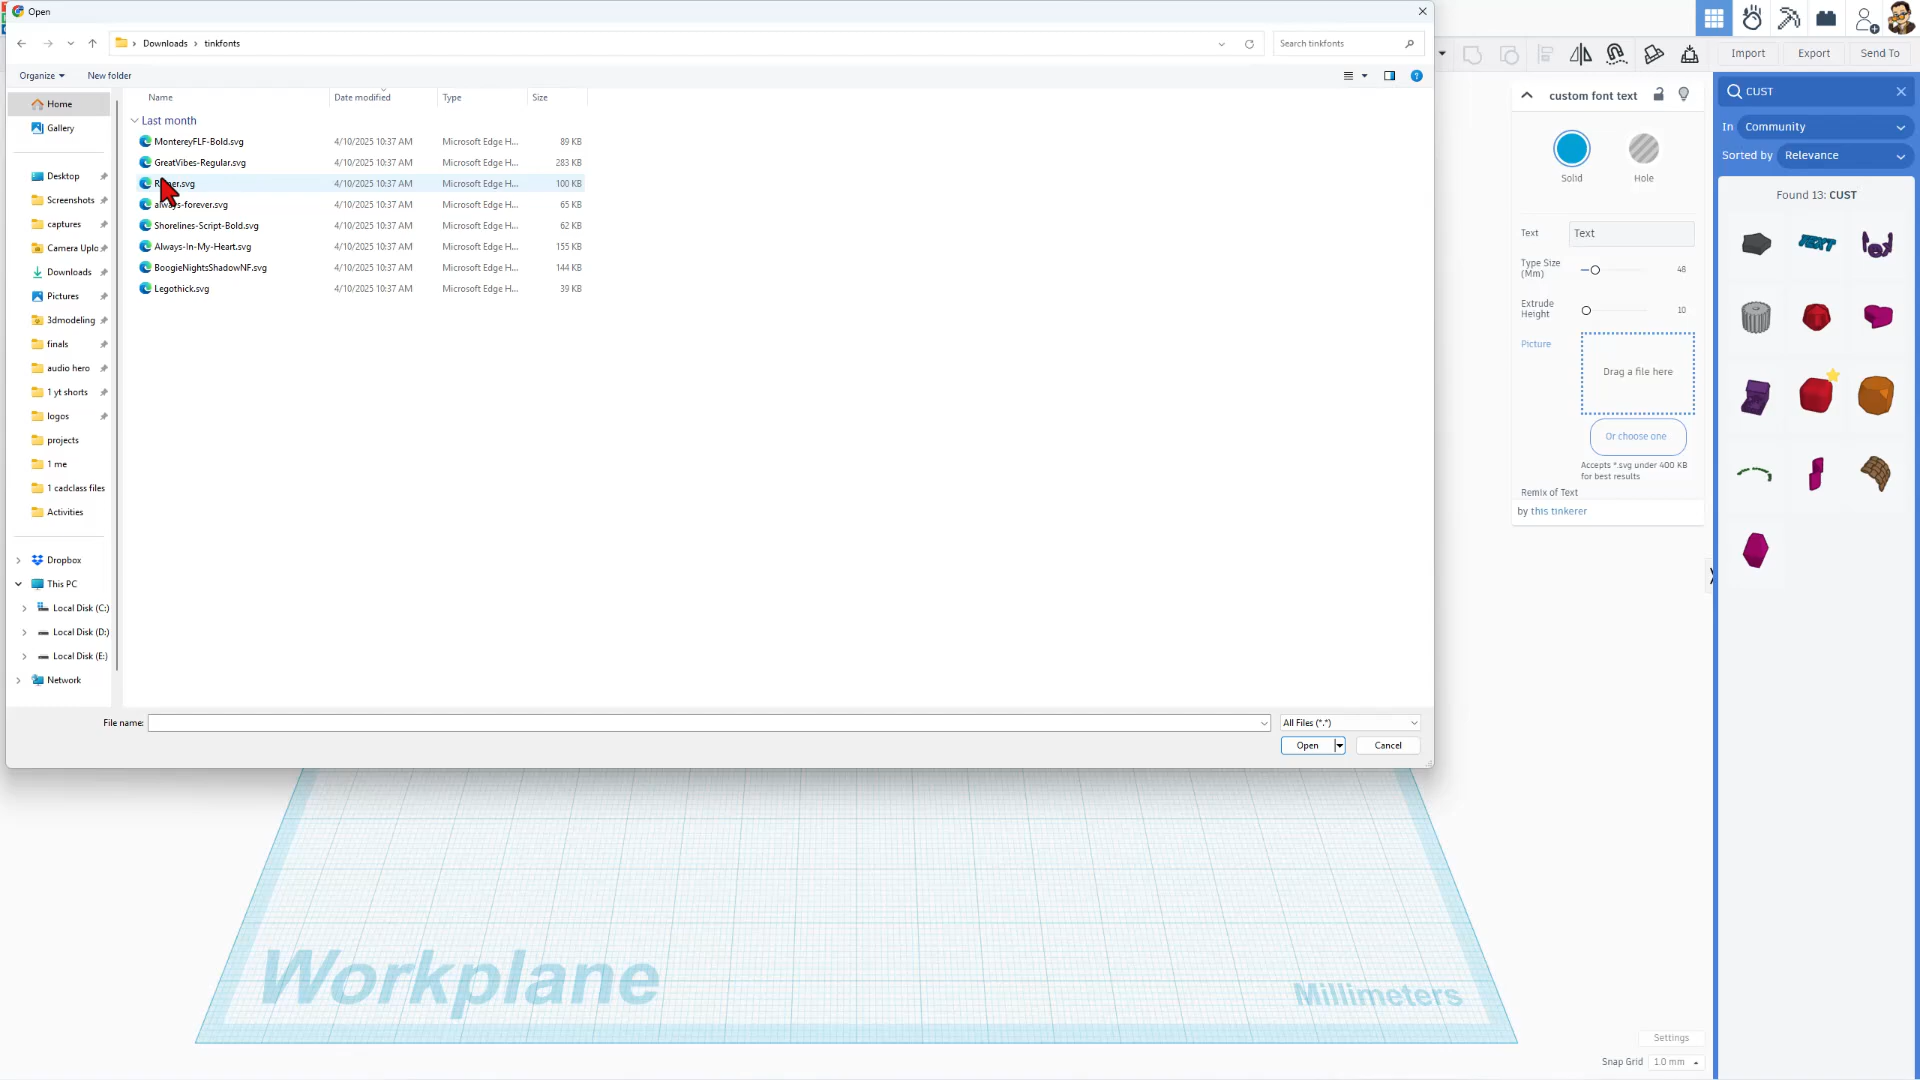 Open
Downloads › tinkfonts
Search tinkfonts
Organize
New folder
Name
Date modified
Type
Size
Last month
MontereyFLF-Bold.svg 4/10/2025 10:37 AM Microsoft Edge H... 89 KB
GreatVibes-Regular.svg 4/10/2025 10:37 AM Microsoft Edge H... 283 KB
4/10/2025 10:37 AM Microsoft Edge H... 100 KB
always-forever.svg 4/10/2025 10:37 AM Microsoft Edge H... 65 KB
Shorelines-Script-Bold.svg 4/10/2025 10:37 AM Microsoft Edge H... 62 KB
Always-In-My-Heart.svg 4/10/2025 10:37 AM Microsoft Edge H... 155 KB
BoogieNightsShadowNF.svg 4/10/2025 10:37 AM Microsoft Edge H... 144 KB
Legothick.svg 4/10/2025 10:37 AM Microsoft Edge H... 39 KB
Home
Gallery
Desktop
Screenshots
captures
Camera Uplo
Downloads
Pictures
3dmodeling
finals
audio hero
1 yt shorts
logos
projects
1 me
1 cadclass files
Activities
Dropbox
This PC
Local Disk (C:)
Local Disk (D:)
Local Disk (E:)
Network
File name:
All Files (*.*)
Open
Cancel
Import
Export
Send To
custom font text
Solid
Hole
Text
Text
Type Size
(Mm)
48
Extrude
Height
10
Picture
Drag a file here
Or choose one
Accepts *.svg under 400 KB
for best results
Remix of Text
by this tinkerer
CUST
In Community
Sorted by Relevance
Found 13: CUST
Workplane
Millimeters
Settings
Snap Grid 1.0 mm